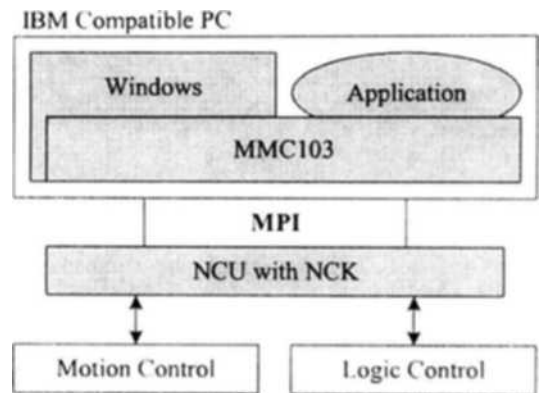 IBM Compatible PC
Windows
Application
MMC103
MPI
NCU with NCK
Motion Control
Logic Control